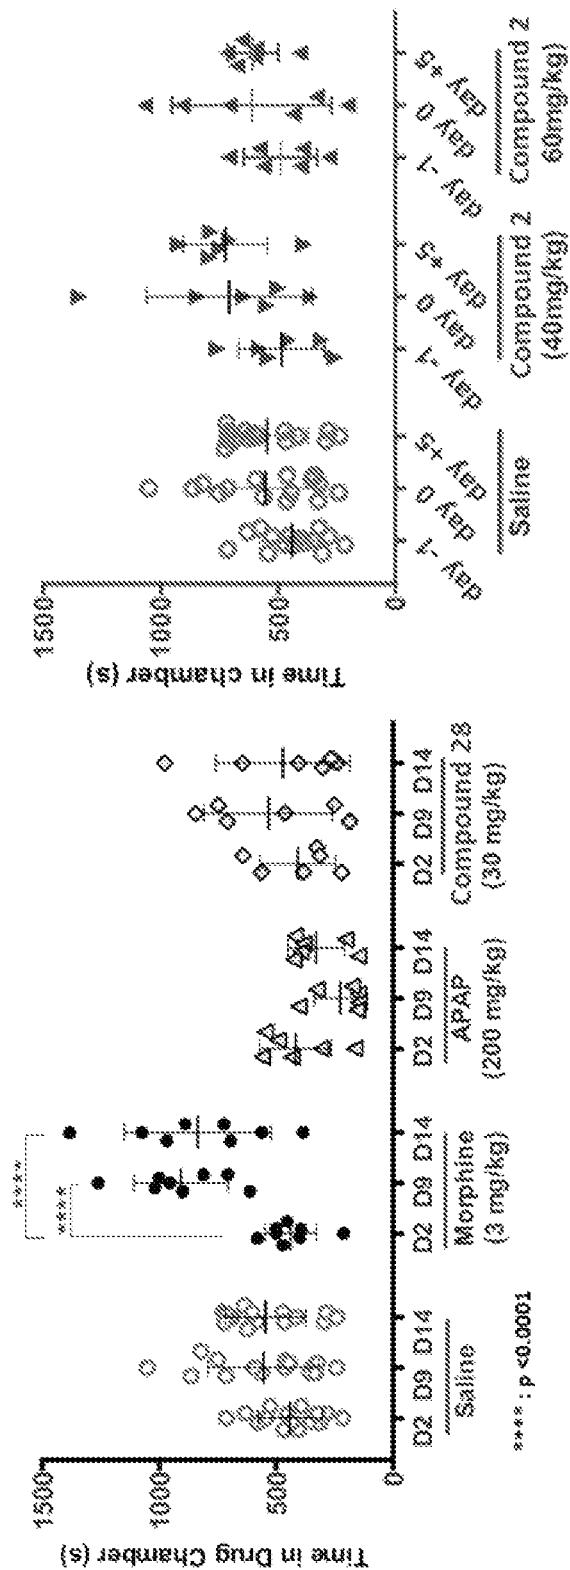 Time in Drug Chamber (s)
1500
1000
500
0
****
****
D2 D9 D14 D2 D9 D14 D2 D9 D14 D2 D9 D14
Saline Morphine APAP Compound 28
(3 mg/kg) (200 mg/kg) (30 mg/kg)
**** : p <0.0001
Time in chamber (s)
1500
1000
500
0
day -1 day 0 day +5 day -1 day 0 day +5 day -1 day 0 day +5
Saline Compound 2 Compound 2
(40mg/kg) 60mg/kg)